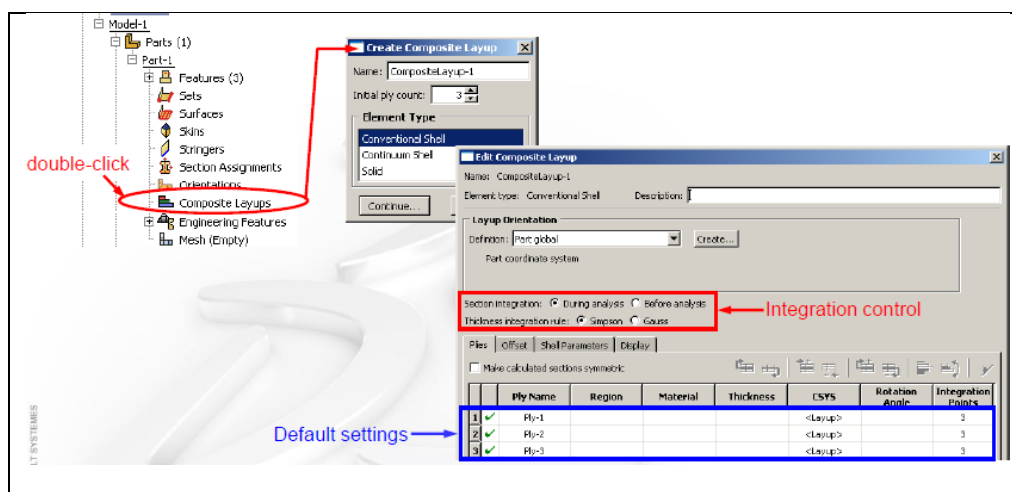 Model-1
Parts (1)
Part-1
Features (3)
Sets
Surfaces
Skins
Stringers
Section Assignments
Orientations
Composite Layups
Engineering Features
Mesh (Empty)
double-click
Create Composite Layup
Name: CompositeLayup-1
Initial ply count: 3
Element Type
Conventional Shell
Continuum Shell
Solid
Continue...
Edit Composite Layup
Name: CompositeLayup-1
Element type: Conventional Shell Description:
Layup Orientation
Definition: Part global Create...
Part coordinate system
Section integration: During analysis Before analysis
Thickness integration rule: Simpson Gauss
Integration control
Plies Offset Shell Parameters Display
Make calculated sections symmetric
Ply Name Region Material Thickness CSYS Rotation Angle Integration Points
1 Ply-1 <Layup> 3
2 Ply-2 <Layup> 3
3 Ply-3 <Layup> 3
Default settings
LT SYSTEMES